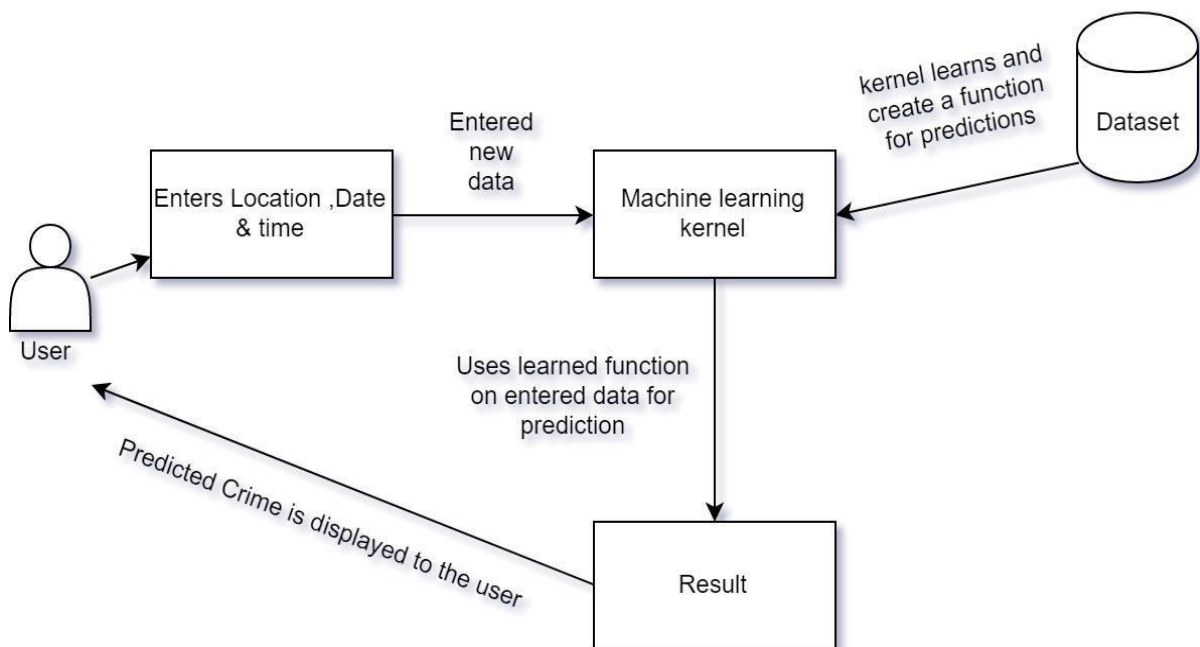 kernel learns and
create a function
for predictions
Dataset
Entered
new
data
Enters Location ,Date
& time
Machine learning
kernel
User
Uses learned function
on entered data for
prediction
Predicted Crime is displayed to the user
Result